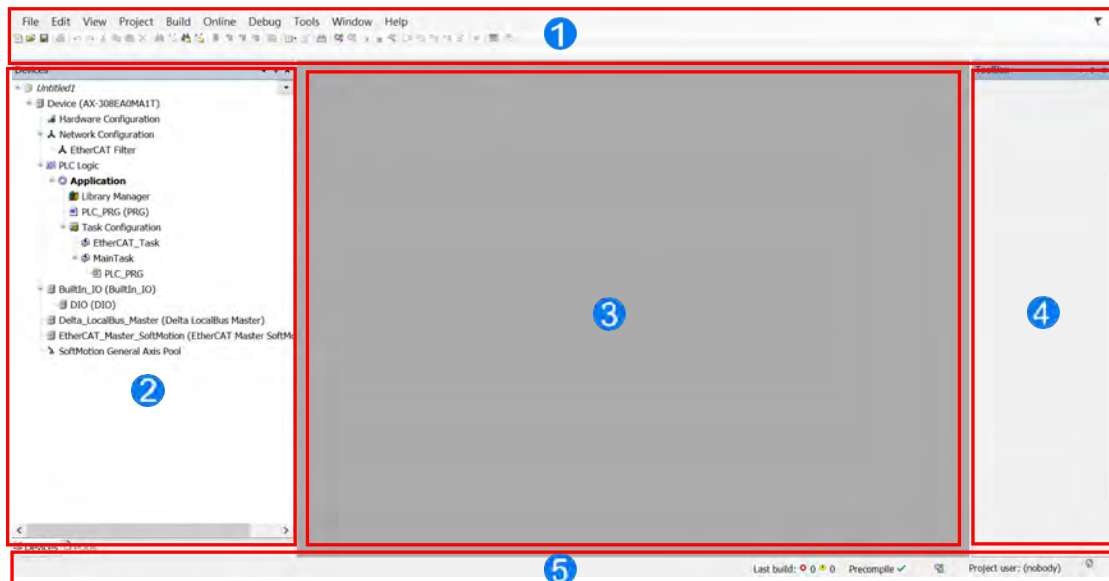 File Edit View Project Build Online Debug Tools Window Help
1
Devices
Untitled1
Device (AX-308EA0MA1T)
Hardware Configuration
Network Configuration
EtherCAT Filter
PLC Logic
Application
Library Manager
PLC_PRG (PRG)
Task Configuration
EtherCAT_Task
MainTask
PLC_PRG
BuiltIn_IO (BuiltIn_IO)
DIO (DIO)
Delta_LocalBus_Master (Delta LocalBus Master)
EtherCAT_Master_SoftMotion (EtherCAT Master SoftMo
SoftMotion General Axis Pool
2
Devices
3
ToolBox
4
5
Last build: 0 0 Precompile Project user: (nobody)